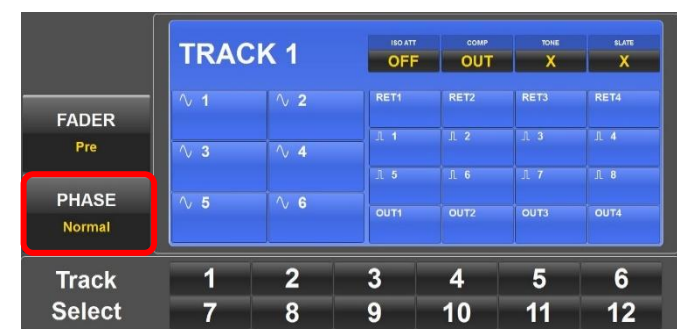 TRACK 1
ISO ATT COMP TONE SLATE
OFF OUT X X
FADER
Pre
PHASE
Normal
1 2 RET1 RET2 RET3 RET4
1 2 3 4
3 4
5 6 7 8
5 6
OUT1 OUT2 OUT3 OUT4
Track Select
1 2 3 4 5 6
7 8 9 10 11 12